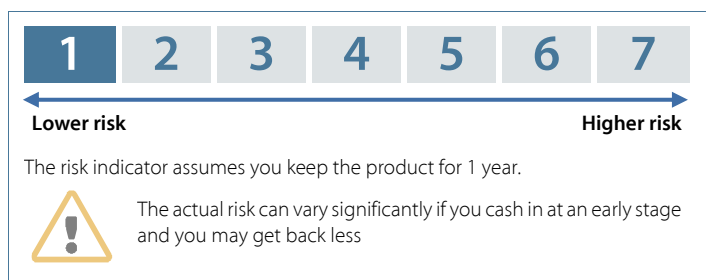 1 2 3 4 5 6 7
Lower risk Higher risk
The risk indicator assumes you keep the product for 1 year.
The actual risk can vary significantly if you cash in at an early stage
and you may get back less